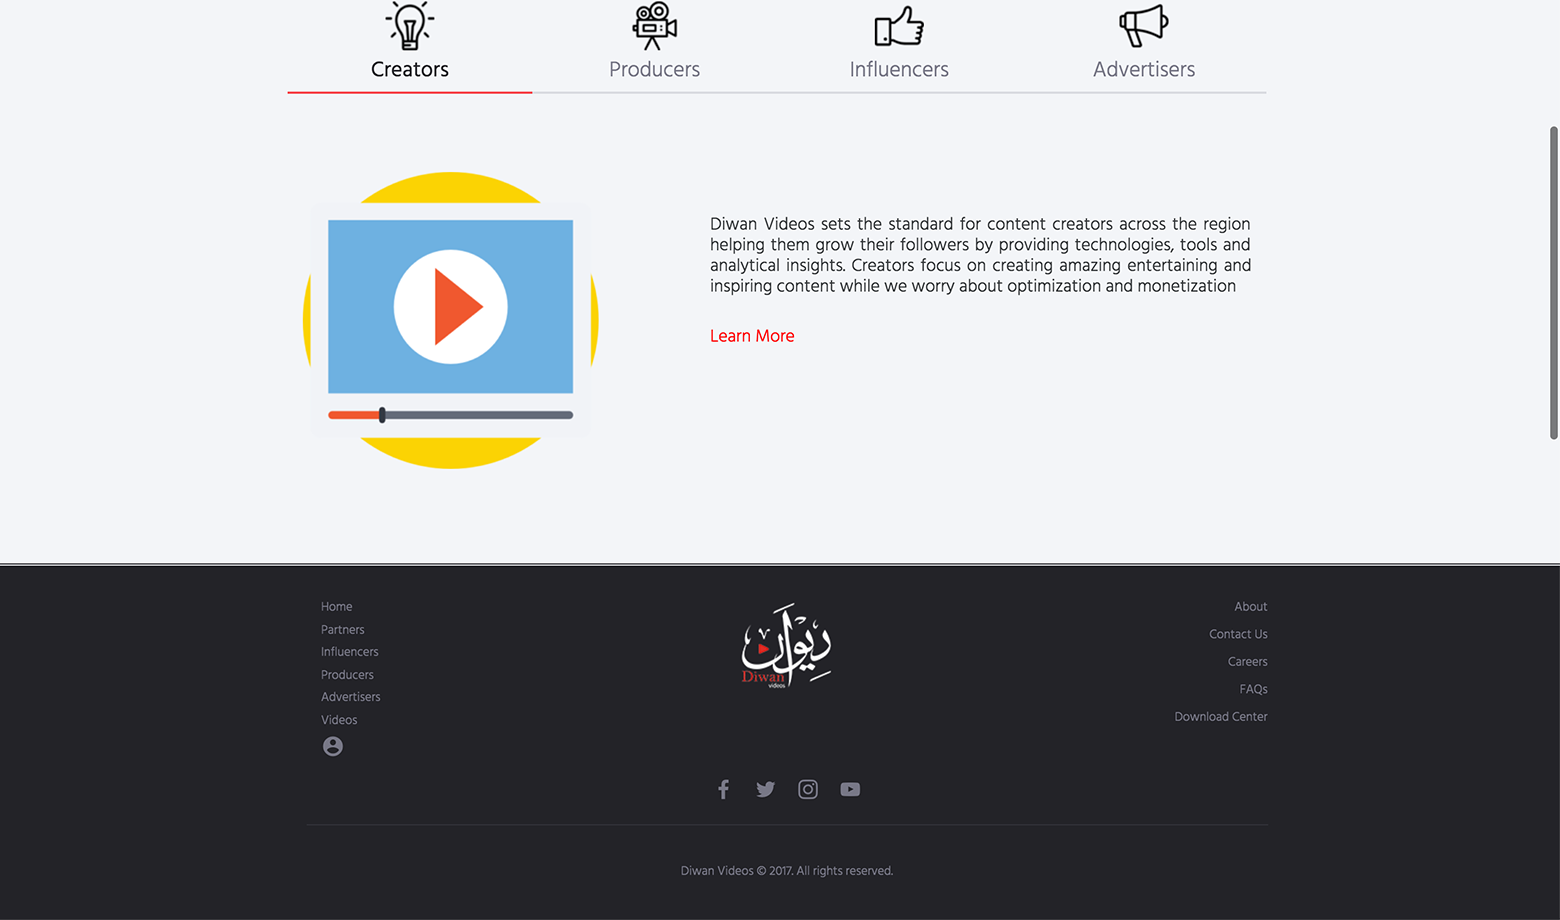 Creators
Producers
Influencers
Advertisers
Diwan Videos sets the standard for content creators across the region
helping them grow their followers by providing technologies, tools and
analytical insights. Creators focus on creating amazing entertaining and
inspiring content while we worry about optimization and monetization
Learn More
Home
Partners
Influencers
Producers
Advertisers
Videos
ديوان
Diwan
videos
About
Contact Us
Careers
FAQs
Download Center
Diwan Videos © 2017. All rights reserved.